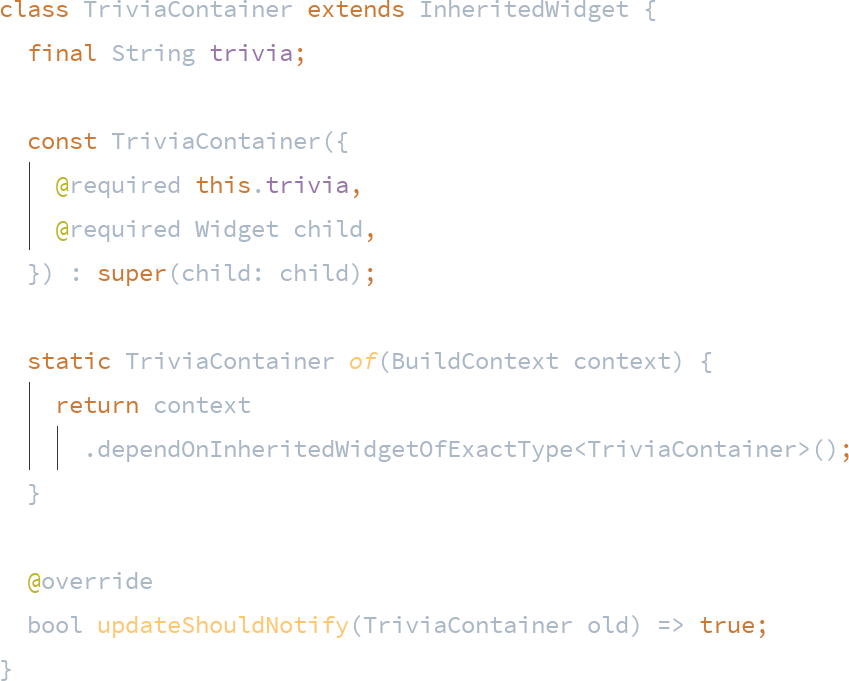 class TriviaContainer extends InheritedWidget {
  final String trivia;

  const TriviaContainer({
    @required this.trivia,
    @required Widget child,
  }) : super(child: child);

  static TriviaContainer of(BuildContext context) {
    return context
      .dependOnInheritedWidgetOfExactType<TriviaContainer>();
  }

  @override
  bool updateShouldNotify(TriviaContainer old) => true;
}